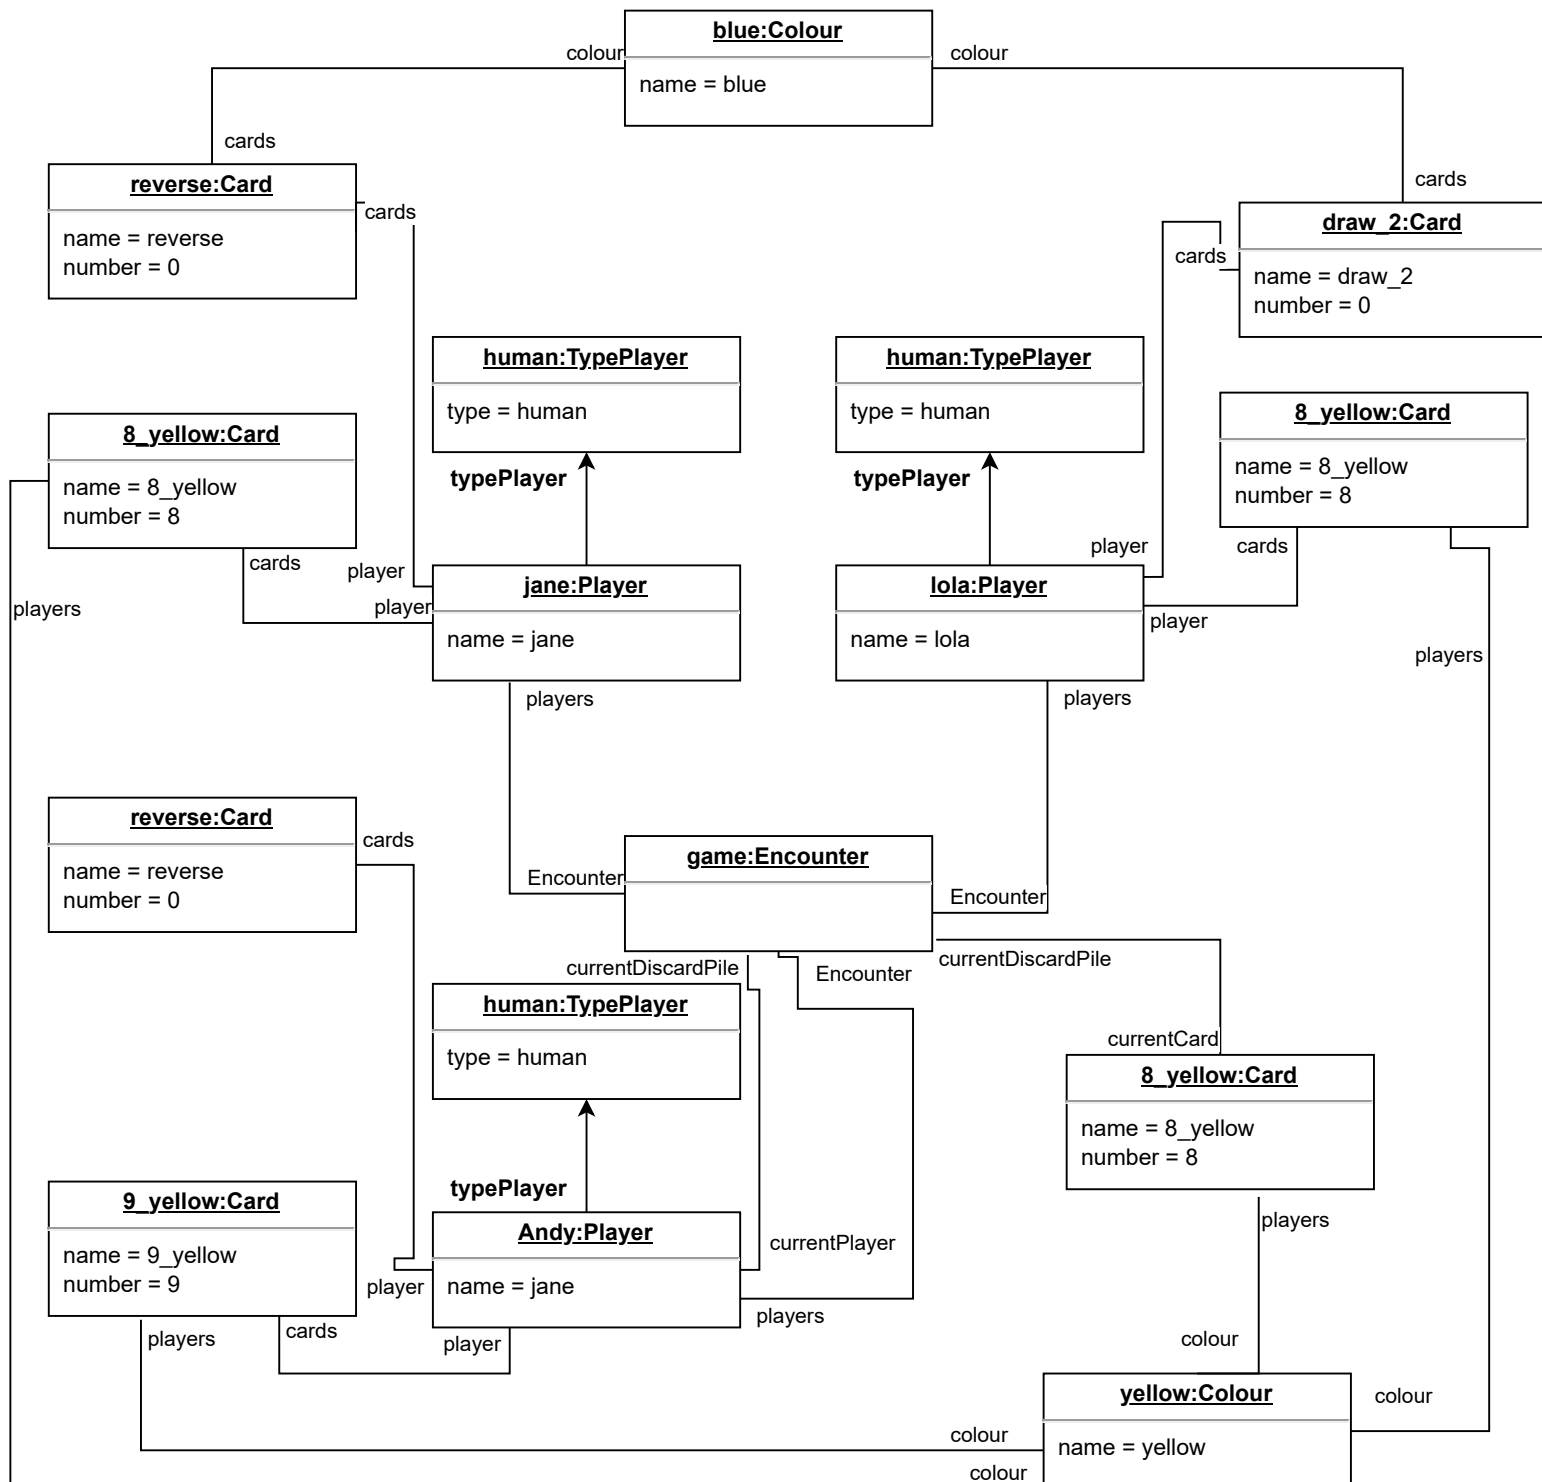 blue:Colour
colour
colour
name = blue
cards
reverse:Card
cards
name = reverse
number = 0
cards
draw_2:Card
cards
name = draw_2
number = 0
human:TypePlayer
type = human
typePlayer
human:TypePlayer
type = human
typePlayer
8_yellow:Card
name = 8_yellow
number = 8
cards
players
8_yellow:Card
name = 8_yellow
number = 8
cards
players
player
player
jane:Player
name = jane
players
player
lola:Player
name = lola
player
players
reverse:Card
name = reverse
number = 0
cards
game:Encounter
Encounter
Encounter
currentDiscardPile
Encounter
currentDiscardPile
human:TypePlayer
type = human
typePlayer
currentCard
8_yellow:Card
name = 8_yellow
number = 8
players
9_yellow:Card
name = 9_yellow
number = 9
players
cards
Andy:Player
name = jane
player
player
currentPlayer
players
colour
yellow:Colour
name = yellow
colour
colour
colour